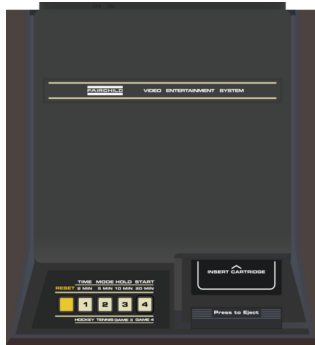 FAIRCHILD VIDEO ENTERTAINMENT SYSTEM
INSERT CARTRIDGE
TIME MODE HOLD START
RESET 2 MIN 5 MIN 10 MIN 20 MIN
1 2 3 4
HOCKEY TENNIS GAME 3 GAME 4
Press to Eject